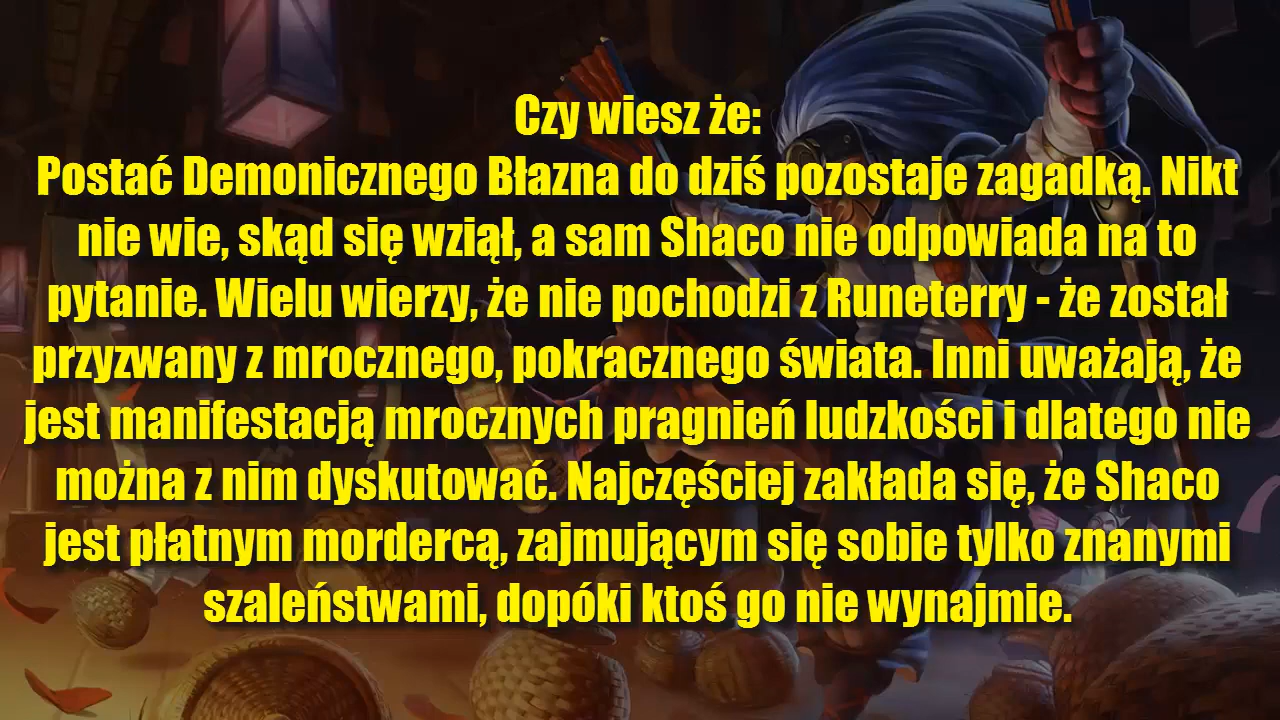 Czy wiesz że:
Postać Demonicznego Błazna do dziś pozostaje zagadką. Nikt
nie wie, skąd się wziął, a sam Shaco nie odpowiada na to
pytanie. Wielu wierzy, że nie pochodzi z Runeterry - że został
przyzwany z mrocznego, pokracznego świata. Inni uważają, że
jest manifestacją mrocznych pragnień ludzkości i dlatego nie
można z nim dyskutować. Najczęściej zakłada się, że Shaco
jest płatnym mordercą, zajmującym się sobie tylko znanymi
szaleństwami, dopóki ktoś go nie wynajmie.